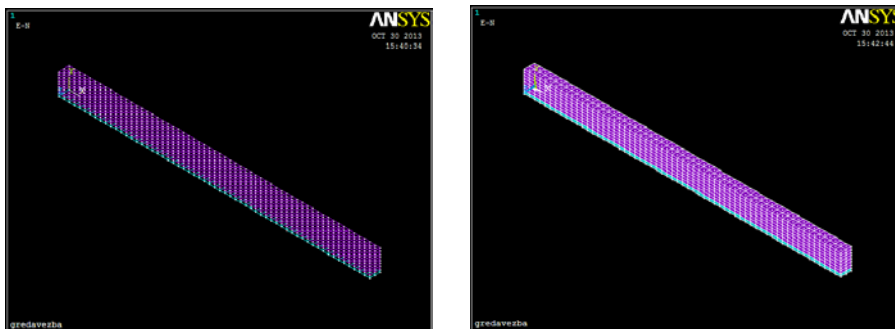 1
E-N
ANSYS
OCT 30 2013
15:40:34
Y
X
gredavezba
1
E-N
ANSYS
OCT 30 2013
15:42:44
X
gredavezba